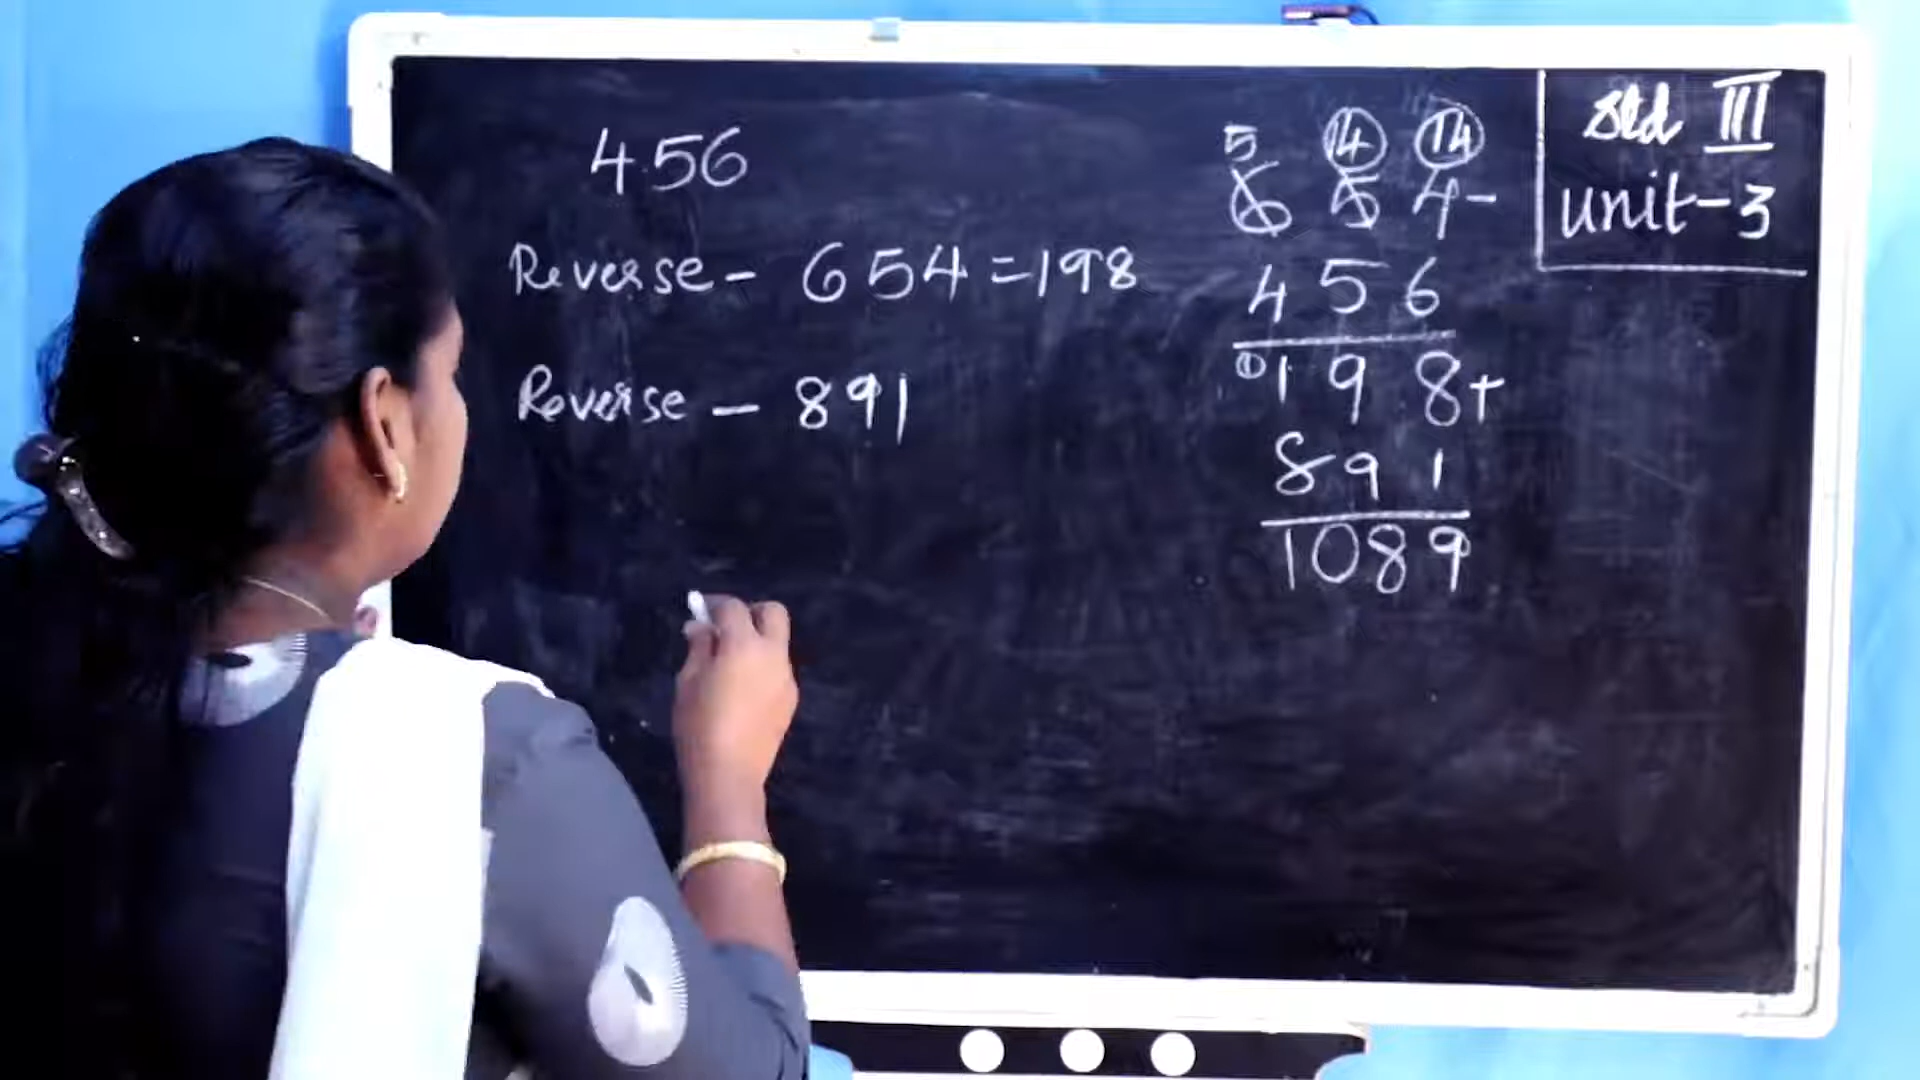 456
Reverse - 654 = 198
Reverse - 891
5 14 14
6 5 4 -
4 5 6
1 1 9 8 +
8 9 1
1089
Std III
unit-3